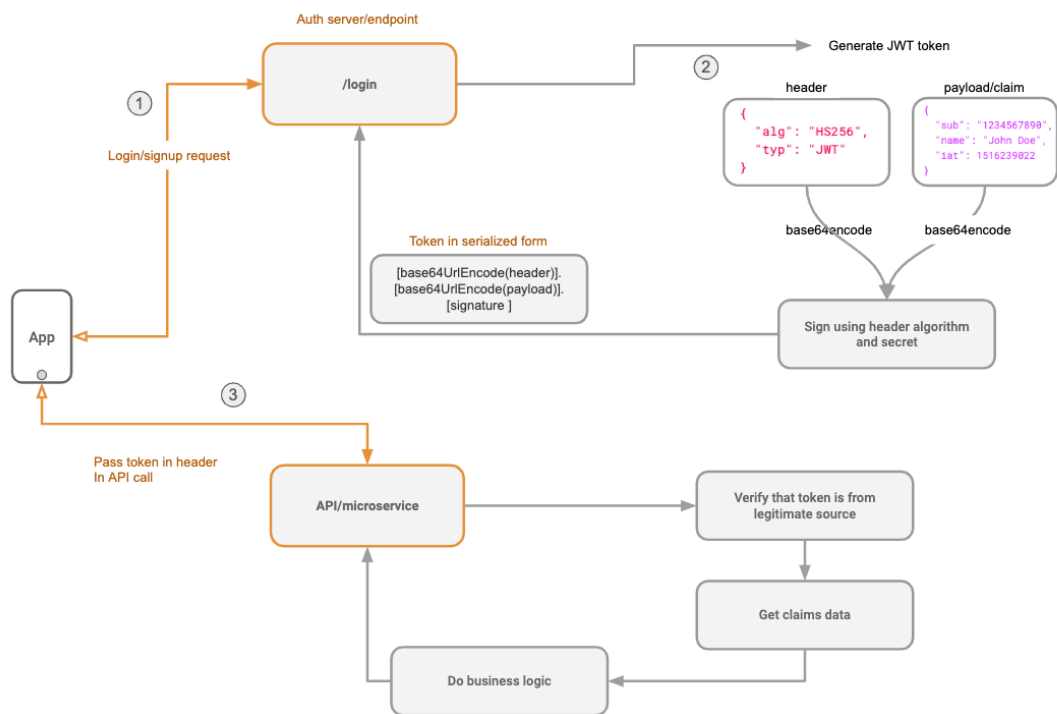 Auth server/endpoint
/login
2
Generate JWT token
1
Login/signup request
header
{
"alg": "HS256",
"typ": "JWT"
}
payload/claim
{
"sub": "1234567890",
"name": "John Doe",
"iat": 1516239022
}
base64encode
base64encode
Token in serialized form
[base64UrlEncode(header)].
[base64UrlEncode(payload)].
[signature ]
Sign using header algorithm
and secret
App
3
Pass token in header
In API call
API/microservice
Verify that token is from
legitimate source
Get claims data
Do business logic